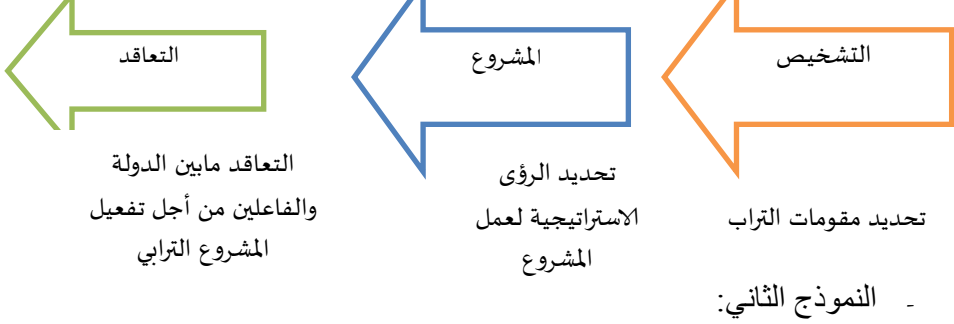 التشخيص
المشروع
التعاقد
تحديد مقومات التراب
تحديد الرؤى
الاستراتيجية لعمل
المشروع
التعاقد مابين الدولة
والفاعلين من أجل تفعيل
المشروع الترابي
- النموذج الثاني: